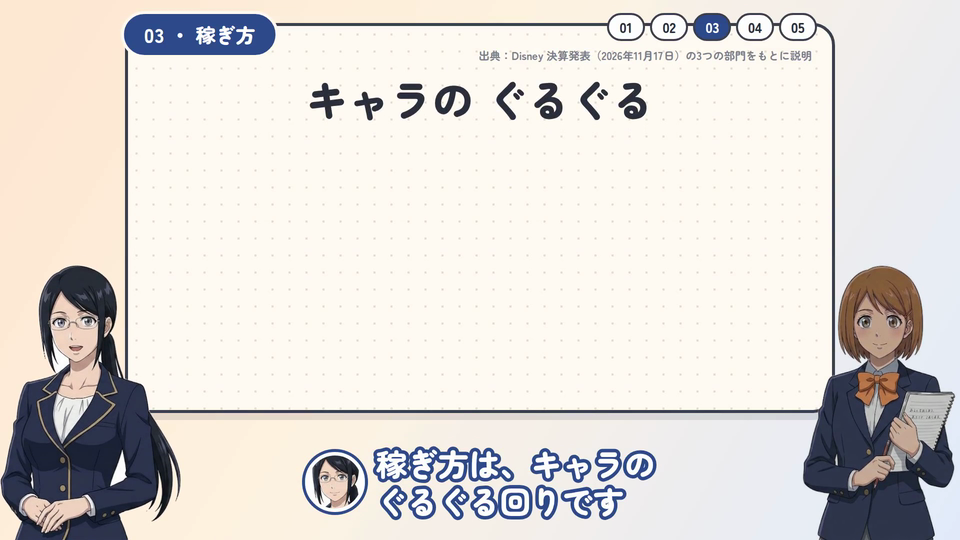 03 ・ 稼ぎ方
01 02 03 04 05
出典：Disney 決算発表（2026年11月17日）の3つの部門をもとに説明
キャラの ぐるぐる
稼ぎ方は、キャラの
ぐるぐる回りです